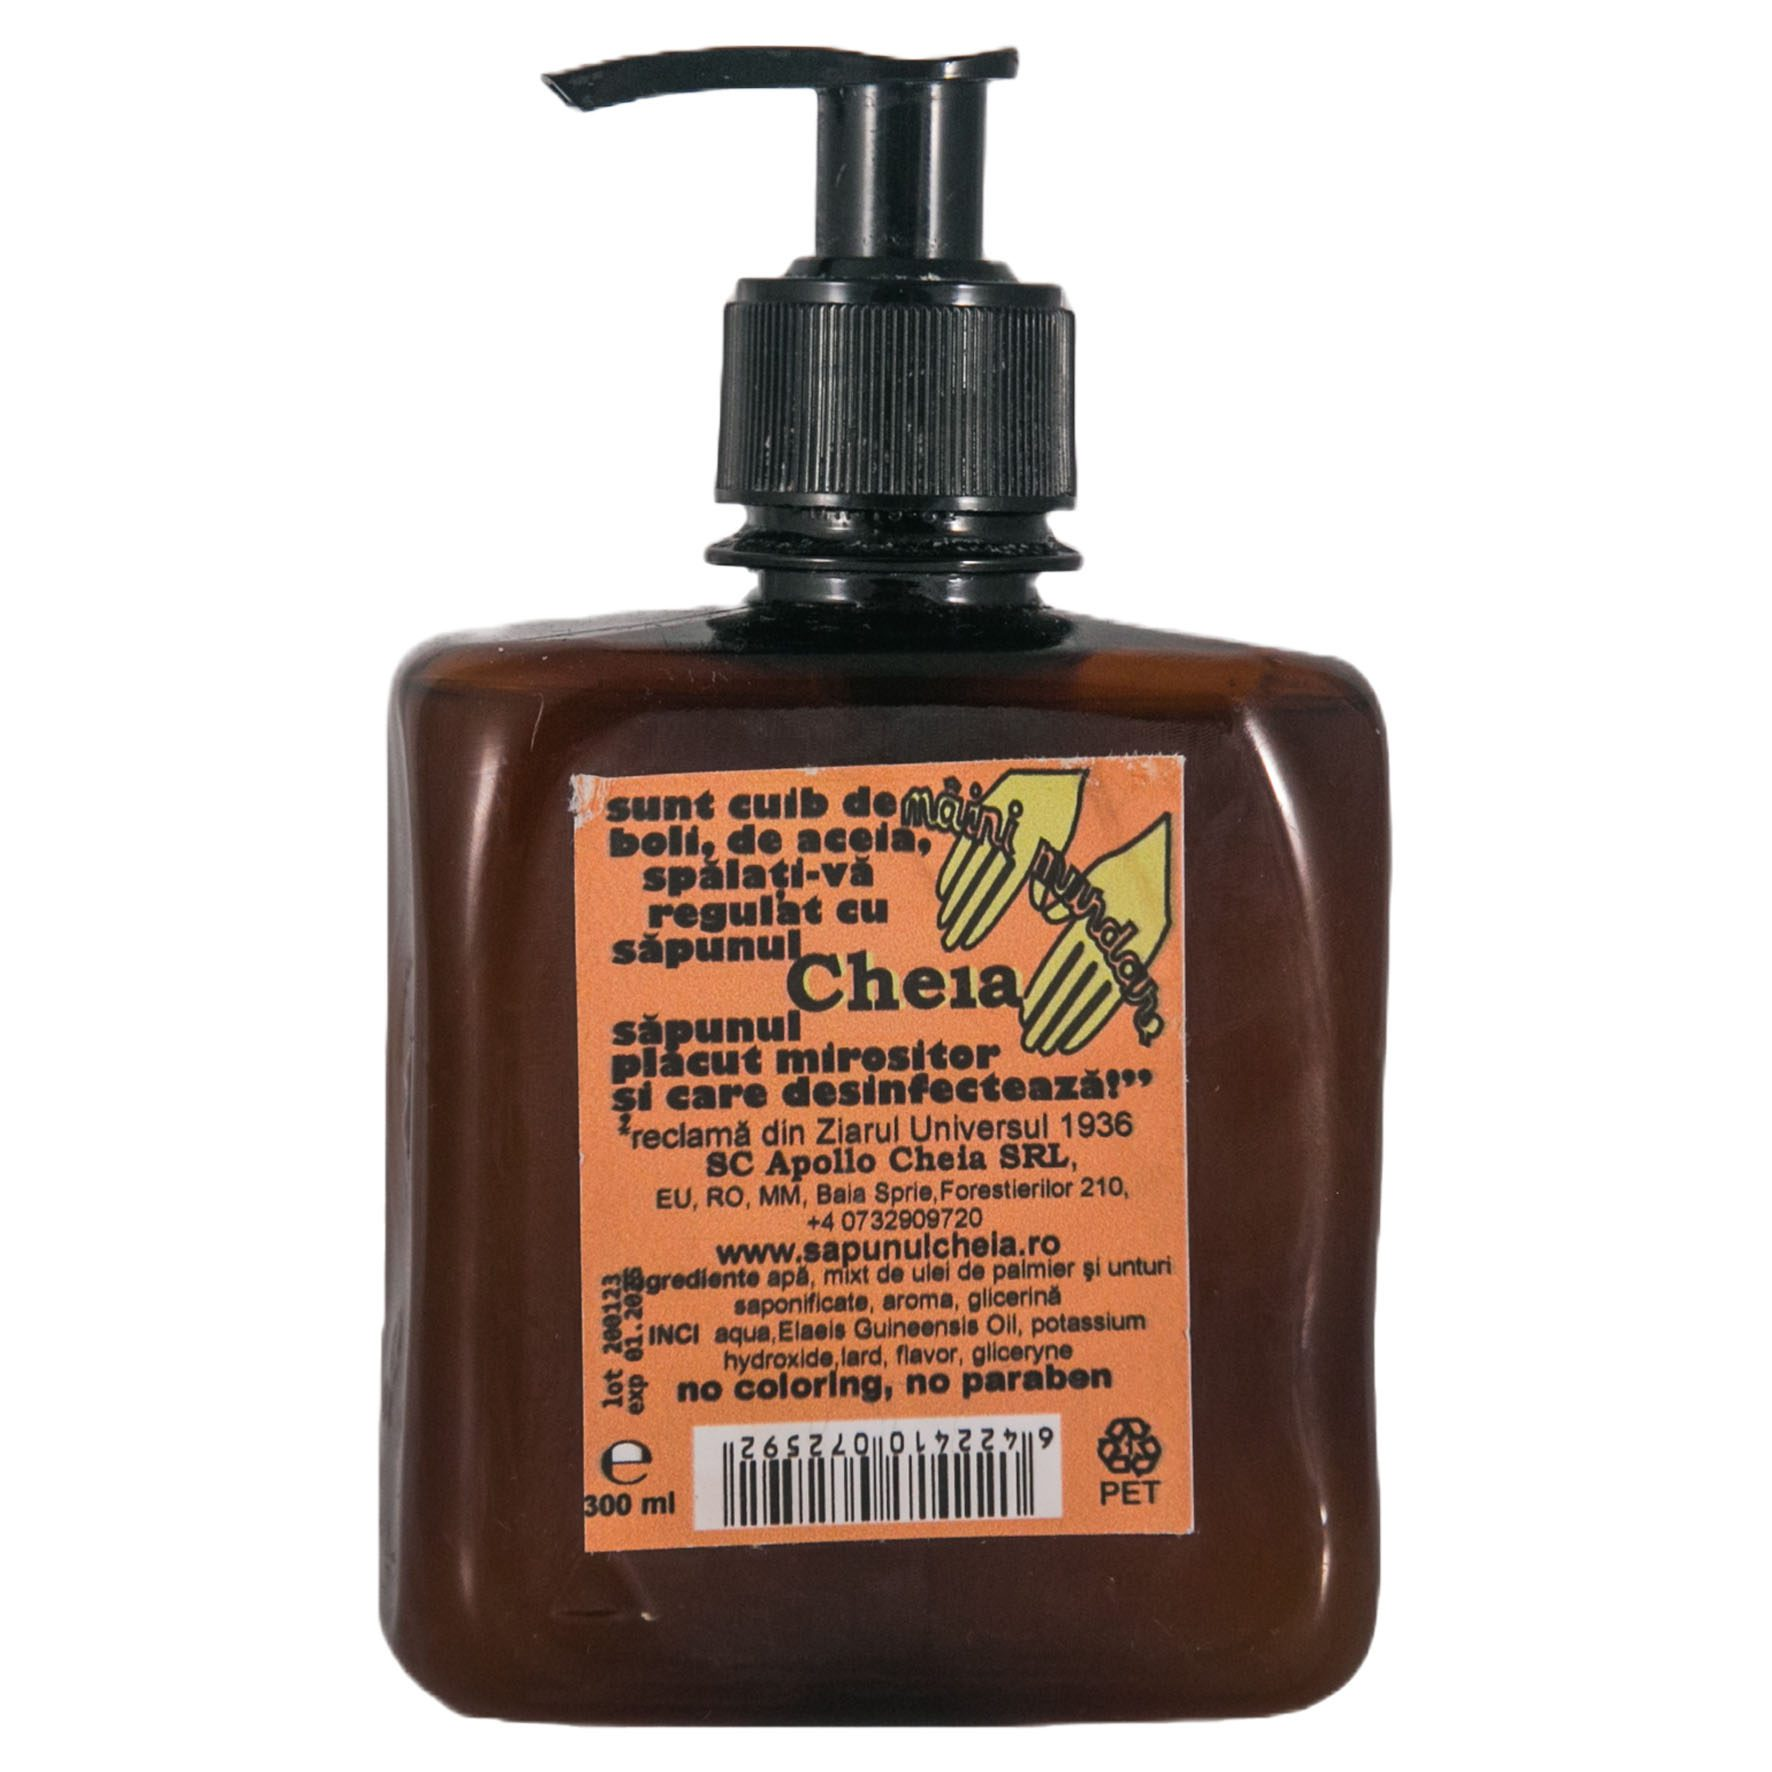 mâini murdare
sunt cuib de
boli, de aceia,
spălați-vă
regulat cu
săpunul
Cheia
săpunul
plăcut mirositor
și care desinfectează!”
“reclamă din Ziarul Universul 1936
SC Apollo Cheia SRL,
EU, RO, MM, Baia Sprie,Forestierilor 210,
+4 0732909720
www.sapunulcheia.ro
Ingrediente apă, mixt de ulei de palmier și unturi
saponificate, aroma, glicerină
INCI aqua,Elaeis Guineensis Oil, potassium
hydroxide,lard, flavor, gliceryne
no coloring, no paraben
lot 200123
exp
e
300 ml
6 422410 072592
1
PET